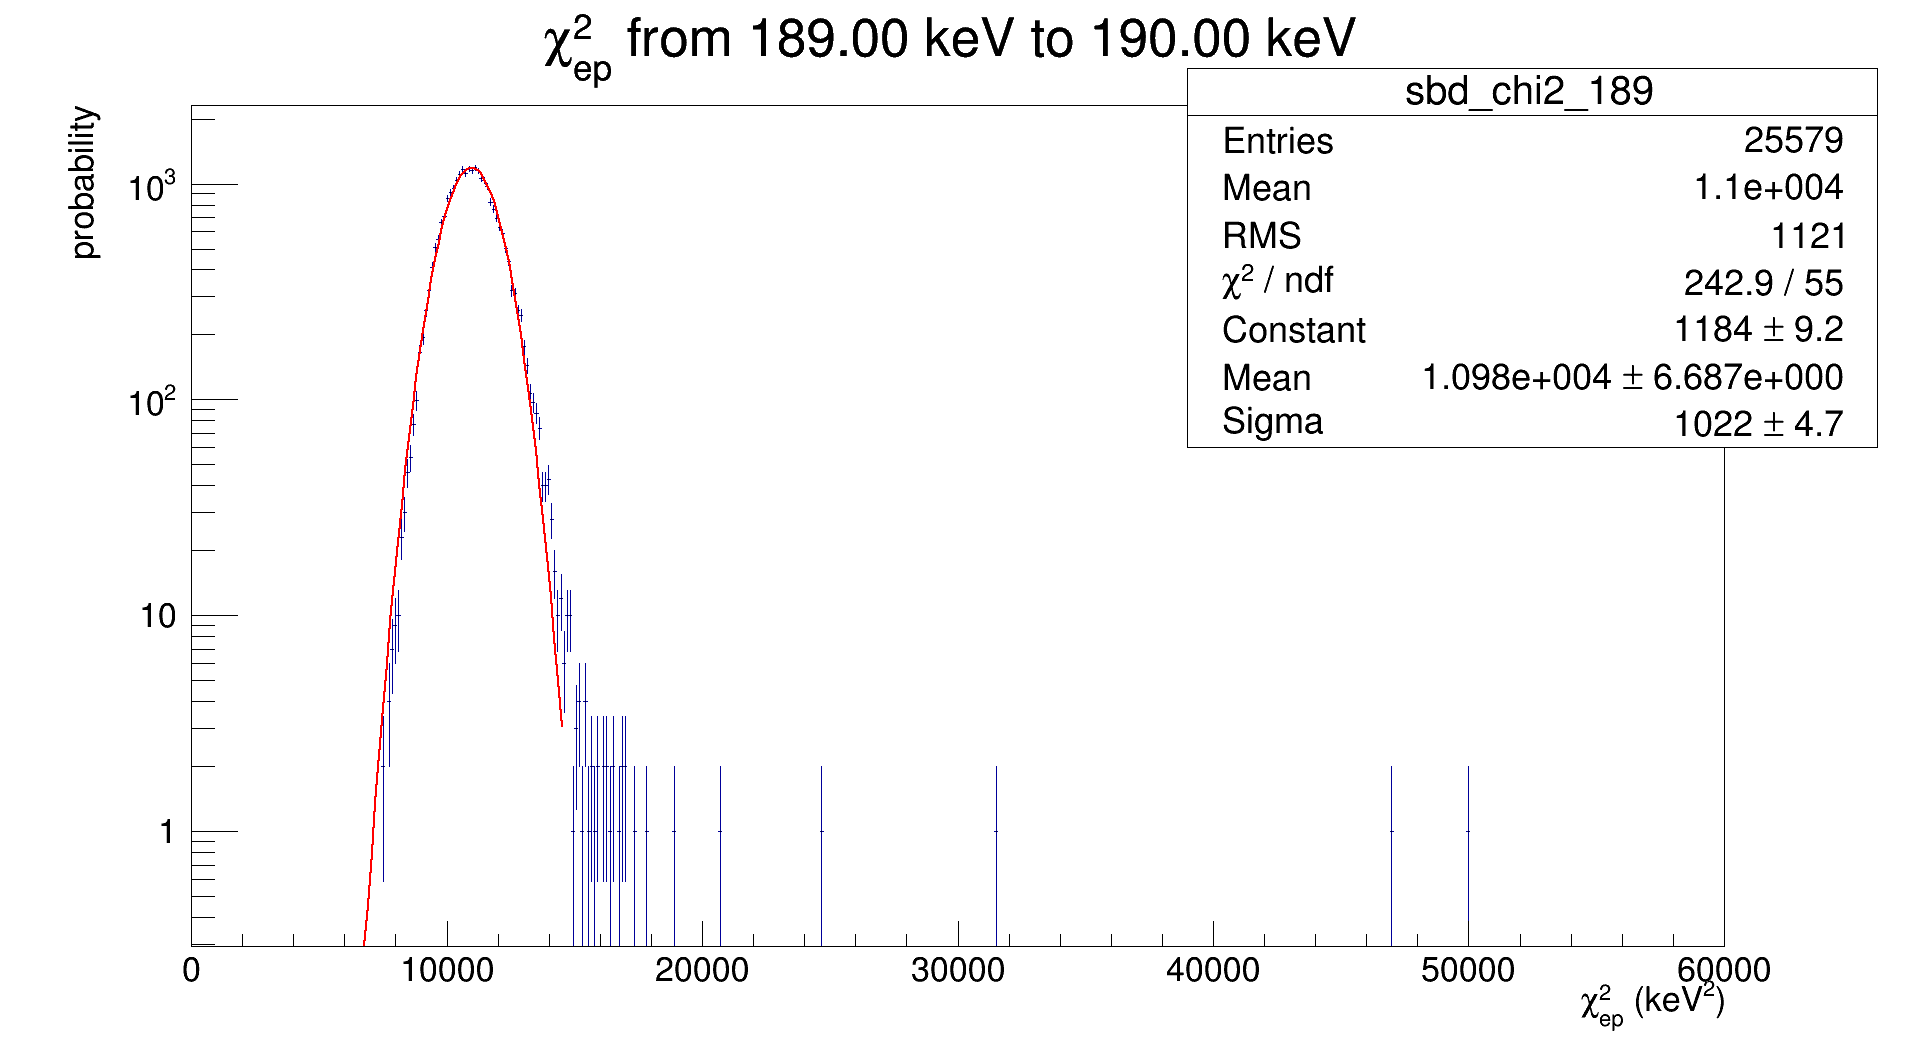 χ²ep from 189.00 keV to 190.00 keV
sbd_chi2_189
Entries 25579
Mean 1.1e+004
RMS 1121
χ² / ndf 242.9 / 55
Constant 1184 ± 9.2
Mean 1.098e+004 ± 6.687e+000
Sigma 1022 ± 4.7
probability
10³
10²
10
1
0 10000 20000 30000 40000 50000 60000
χ²ep (keV²)